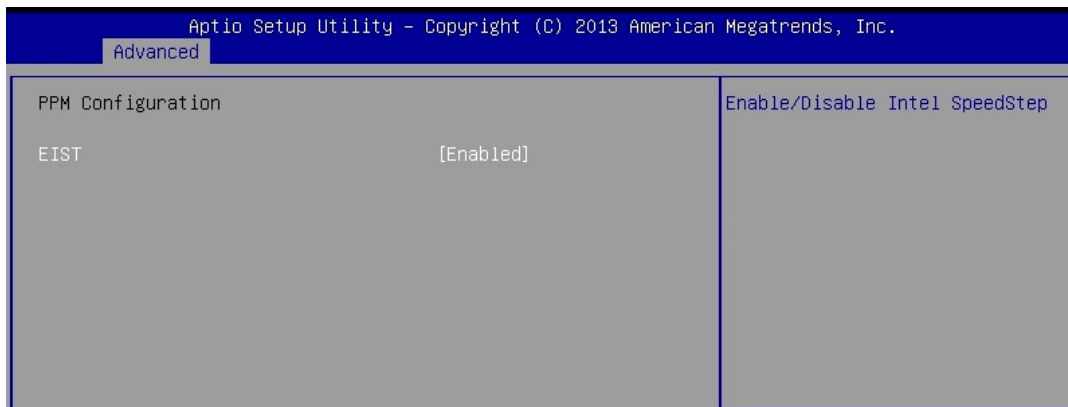 Aptio Setup Utility – Copyright (C) 2013 American Megatrends, Inc.
Advanced
PPM Configuration
Enable/Disable Intel SpeedStep
EIST [Enabled]